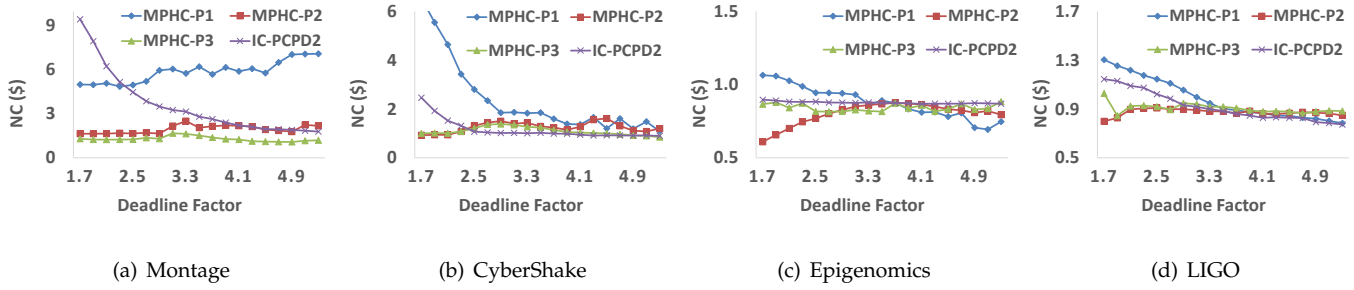 MPHC-P1 MPHC-P2
MPHC-P3 IC-PCPD2
NC ($)
9
6
3
0
1.7 2.5 3.3 4.1 4.9
Deadline Factor
(a) Montage
MPHC-P1 MPHC-P2
MPHC-P3 IC-PCPD2
NC ($)
6
4
2
0
1.7 2.5 3.3 4.1 4.9
Deadline Factor
(b) CyberShake
MPHC-P1 MPHC-P2
MPHC-P3 IC-PCPD2
NC ($)
1.5
1.0
0.5
1.7 2.5 3.3 4.1 4.9
Deadline Factor
(c) Epigenomics
MPHC-P1 MPHC-P2
MPHC-P3 IC-PCPD2
NC ($)
1.7
1.3
0.9
0.5
1.7 2.5 3.3 4.1 4.9
Deadline Factor
(d) LIGO